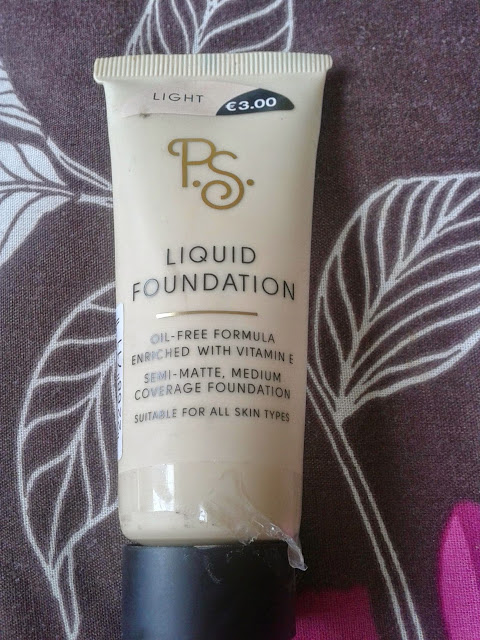 LIGHT €3.00
P.S.
LIQUID
FOUNDATION
OIL-FREE FORMULA
ENRICHED WITH VITAMIN E
SEMI-MATTE, MEDIUM
COVERAGE FOUNDATION
SUITABLE FOR ALL SKIN TYPES